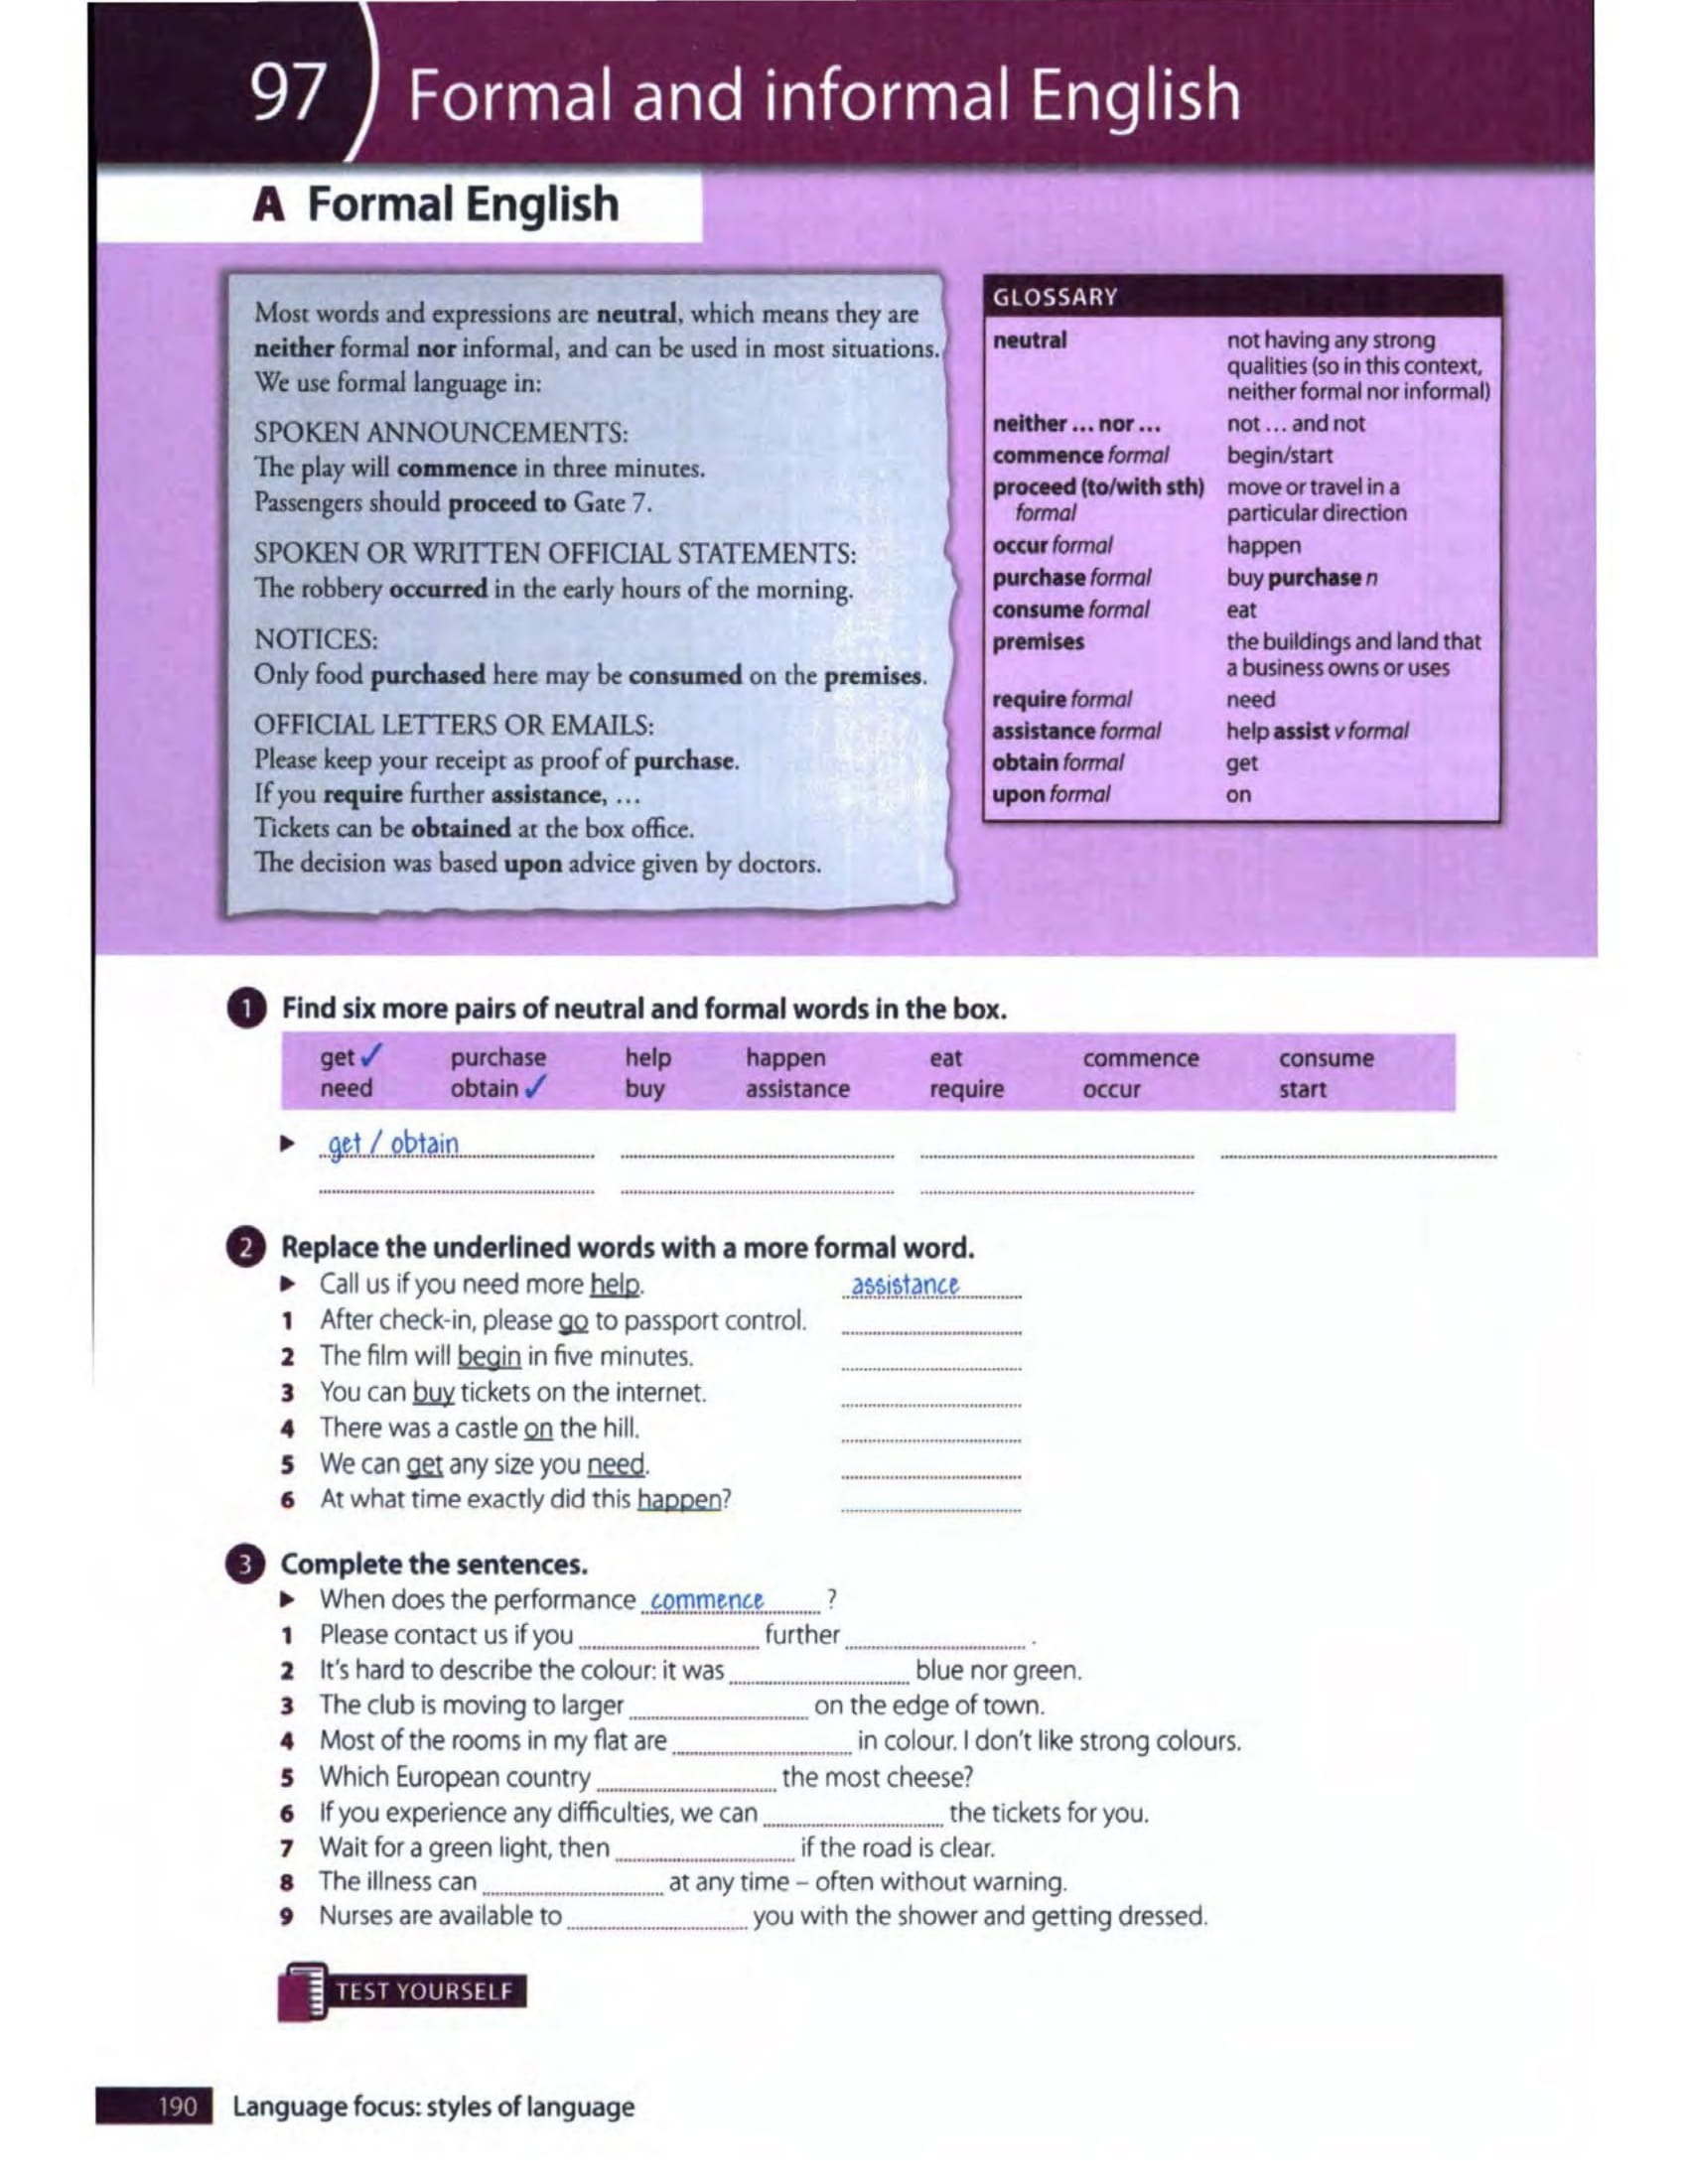 97 Formal and informal English
A Formal English
Most words and expressions are neutral, which means they are
neither formal nor informal, and can be used in most situations.
We use formal language in:
SPOKEN ANNOUNCEMENTS:
The play will commence in three minutes.
Passengers should proceed to Gate 7.
SPOKEN OR WRITTEN OFFICIAL STATEMENTS:
The robbery occurred in the early hours of the morning.
NOTICES:
Only food purchased here may be consumed on the premises.
OFFICIAL LETTERS OR EMAILS:
Please keep your receipt as proof of purchase.
If you require further assistance, ...
Tickets can be obtained at the box office.
The decision was based upon advice given by doctors.
GLOSSARY
neutral not having any strong
qualities (so in this context,
neither formal nor informal)
neither ... nor ... not ... and not
commence formal begin/start
proceed (to/with sth) move or travel in a
formal particular direction
occur formal happen
purchase formal buy purchase n
consume formal eat
premises the buildings and land that
a business owns or uses
require formal need
assistance formal help assist v formal
obtain formal get
upon formal on
1 Find six more pairs of neutral and formal words in the box.
get ✓ purchase help happen eat commence consume
need obtain ✓ buy assistance require occur start
► get / obtain
2 Replace the underlined words with a more formal word.
► Call us if you need more help. assistance
1 After check-in, please go to passport control.
2 The film will begin in five minutes.
3 You can buy tickets on the internet.
4 There was a castle on the hill.
5 We can get any size you need.
6 At what time exactly did this happen?
3 Complete the sentences.
► When does the performance commence ?
1 Please contact us if you ........ further ........ .
2 It's hard to describe the colour: it was ........ blue nor green.
3 The club is moving to larger ........ on the edge of town.
4 Most of the rooms in my flat are ........ in colour. I don't like strong colours.
5 Which European country ........ the most cheese?
6 If you experience any difficulties, we can ........ the tickets for you.
7 Wait for a green light, then ........ if the road is clear.
8 The illness can ........ at any time – often without warning.
9 Nurses are available to ........ you with the shower and getting dressed.
TEST YOURSELF
190 Language focus: styles of language